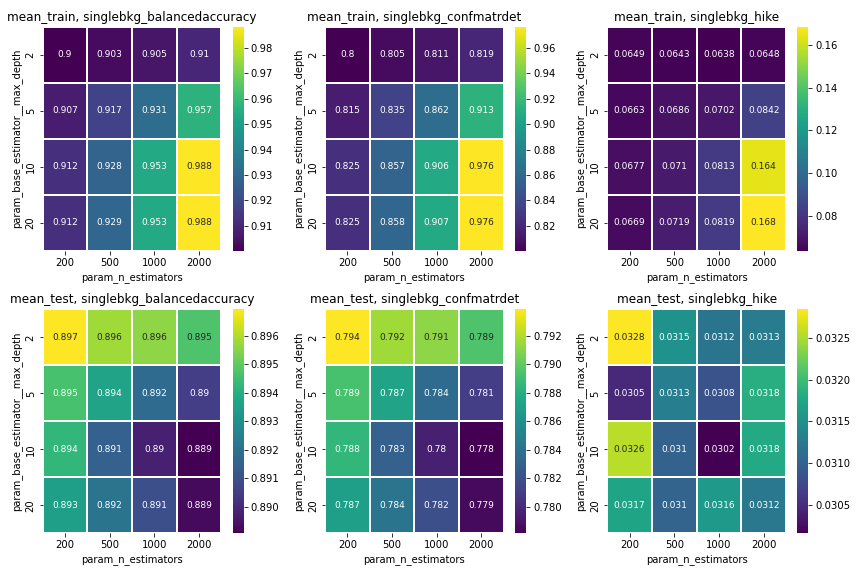 mean_train, singlebkg_balancedaccuracy
param_base_estimator__max_depth
2
5
10
20
0.9 0.903 0.905 0.91
0.907 0.917 0.931 0.957
0.912 0.928 0.953 0.988
0.912 0.929 0.953 0.988
200 500 1000 2000
param_n_estimators
0.98
0.97
0.96
0.95
0.94
0.93
0.92
0.91
mean_train, singlebkg_confmatrdet
param_base_estimator__max_depth
2
5
10
20
0.8 0.805 0.811 0.819
0.815 0.835 0.862 0.913
0.825 0.857 0.906 0.976
0.825 0.858 0.907 0.976
200 500 1000 2000
param_n_estimators
0.96
0.94
0.92
0.90
0.88
0.86
0.84
0.82
mean_train, singlebkg_hike
param_base_estimator__max_depth
2
5
10
20
0.0649 0.0643 0.0638 0.0648
0.0663 0.0686 0.0702 0.0842
0.0677 0.071 0.0813 0.164
0.0669 0.0719 0.0819 0.168
200 500 1000 2000
param_n_estimators
0.16
0.14
0.12
0.10
0.08
mean_test, singlebkg_balancedaccuracy
param_base_estimator__max_depth
2
5
10
20
0.897 0.896 0.896 0.895
0.895 0.894 0.892 0.89
0.894 0.891 0.89 0.889
0.893 0.892 0.891 0.889
200 500 1000 2000
param_n_estimators
0.896
0.895
0.894
0.893
0.892
0.891
0.890
mean_test, singlebkg_confmatrdet
param_base_estimator__max_depth
2
5
10
20
0.794 0.792 0.791 0.789
0.789 0.787 0.784 0.781
0.788 0.783 0.78 0.778
0.787 0.784 0.782 0.779
200 500 1000 2000
param_n_estimators
0.792
0.790
0.788
0.786
0.784
0.782
0.780
mean_test, singlebkg_hike
param_base_estimator__max_depth
2
5
10
20
0.0328 0.0315 0.0312 0.0313
0.0305 0.0313 0.0308 0.0318
0.0326 0.031 0.0302 0.0318
0.0317 0.031 0.0316 0.0312
200 500 1000 2000
param_n_estimators
0.0325
0.0320
0.0315
0.0310
0.0305